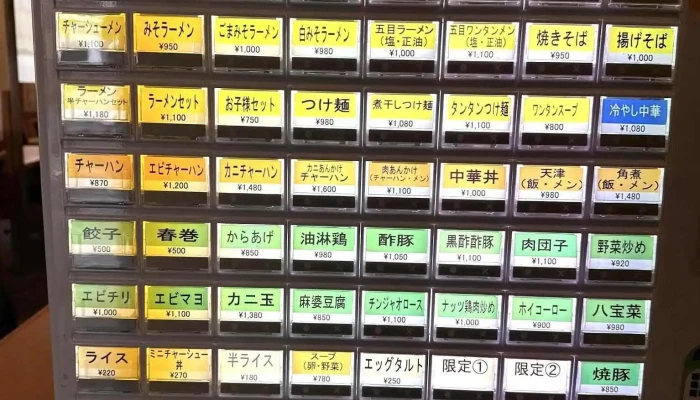 チャーシューメン
¥1,100
みそラーメン
¥950
ごまみそラーメン
¥1,000
白みそラーメン
¥980
五目ラーメン
(塩・正油)
¥1,000
五目ワンタンメン
(塩・正油)
¥1,100
焼きそば
¥950
揚げそば
¥1,000
ラーメン
半チャーハンセット
¥1,180
ラーメンセット
¥1,100
お子様セット
¥750
つけ麺
¥980
煮干しつけ麺
¥1,080
タンタンつけ麺
¥1,100
ワンタンスープ
¥800
冷やし中華
¥1,080
チャーハン
¥870
エビチャーハン
¥1,200
カニチャーハン
¥1,480
カニあんかけ
チャーハン
¥1,600
肉あんかけ
(チャーハン・メン)
¥1,100
中華丼
¥1,000
天津
(飯・メン)
¥980
角煮
(飯・メン)
¥1,480
餃子
¥500
春巻
¥500
からあげ
¥850
油淋鶏
¥980
酢豚
¥1,050
黒酢酢豚
¥1,100
肉団子
¥1,100
野菜炒め
¥920
エビチリ
¥1,000
エビマヨ
¥1,100
カニ玉
¥1,380
麻婆豆腐
¥850
チンジャオロース
¥1,100
ナッツ鶏肉炒め
¥1,000
ホイコーロー
¥900
八宝菜
¥980
ライス
¥220
ミニチャーシュー
丼
¥270
半ライス
¥180
スープ
(卵・野菜)
¥780
エッグタルト
¥250
限定①
限定②
焼豚
¥850